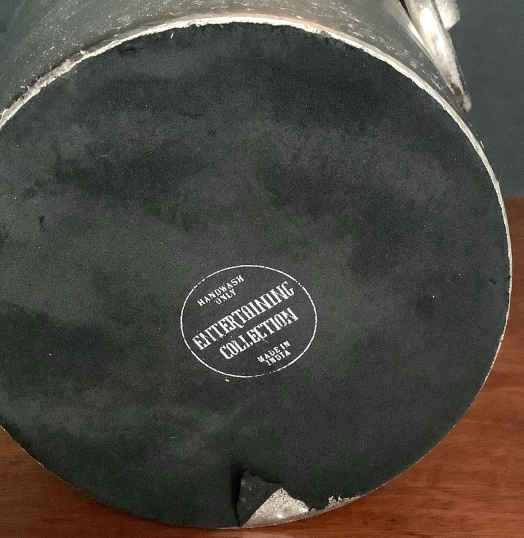 HANDWASH
ONLY
ENTERTAINING
COLLECTION
MADE IN
INDIA